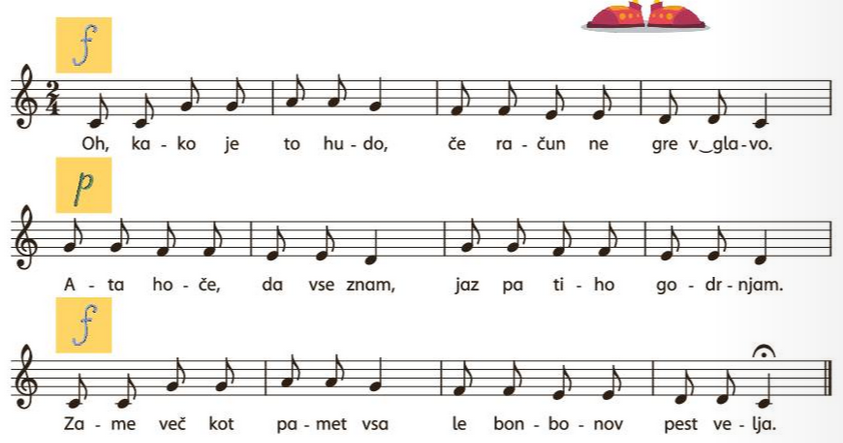 f
2
4
Oh, ka - ko je to hu - do, če ra - čun ne gre v‿gla - vo.
p
A - ta ho - če, da vse znam, jaz pa ti - ho go - dr - njam.
f
Za - me več kot pa - met vsa le bon - bo - nov pest ve - lja.